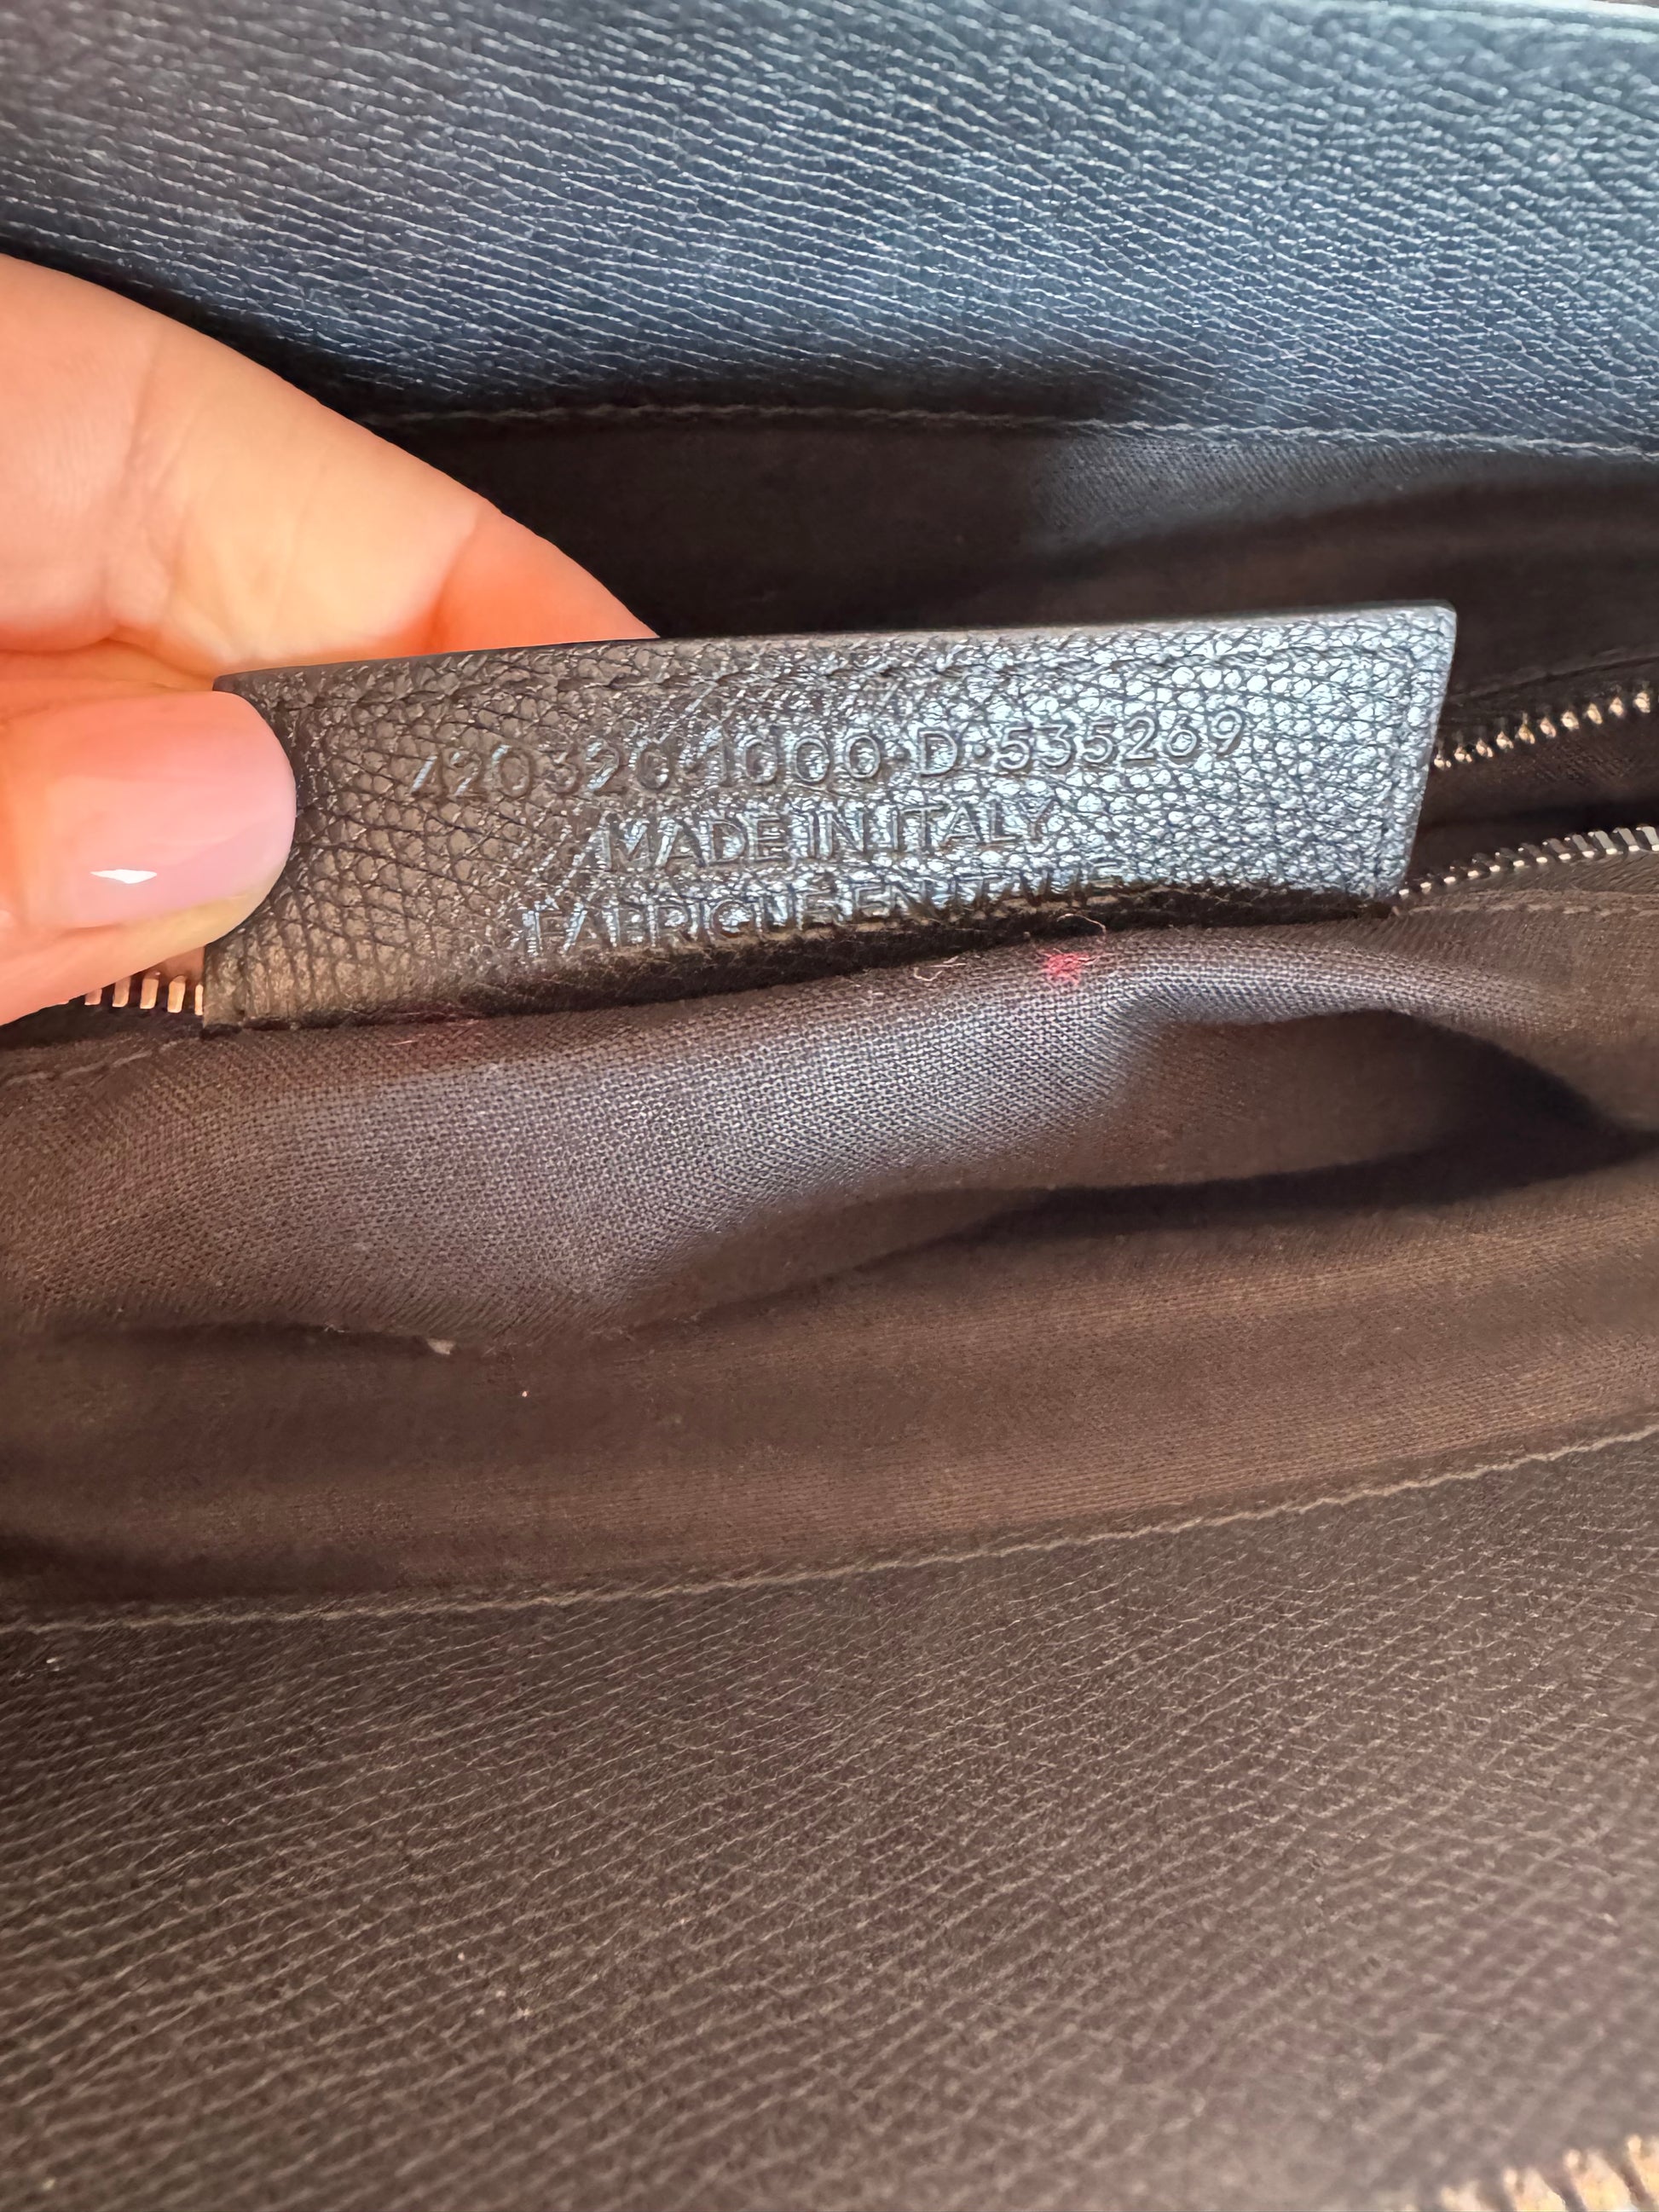 420320·1000·D·535269
MADE IN ITALY
FABRIQUE EN ITALIE